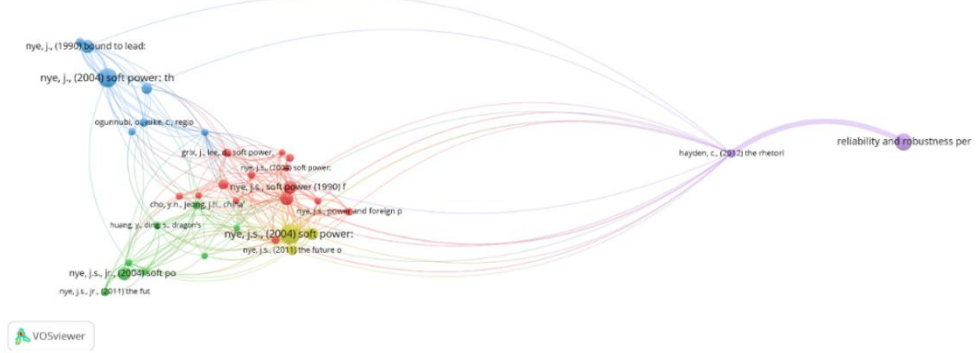 nye, j., (1990) bound to lead:
nye, j., (2004) soft power: th
ogunnubi, o., isike, c., regio
grix, j., lee, d., soft power,
hayden, c., (2012) the rhetori
reliability and robustness per
nye, j.s., (2009) soft power:
nye, j.s., soft power (1990) f
cho, y.n., jeong, j.h., china'
nye, j.s., power and foreign p
huang, y., ding, s., dragon's
nye, j.s., (2004) soft power:
nye, j.s., (2011) the future o
nye, j.s., jr., (2004) soft po
nye, j.s., jr., (2011) the fut
VOSviewer